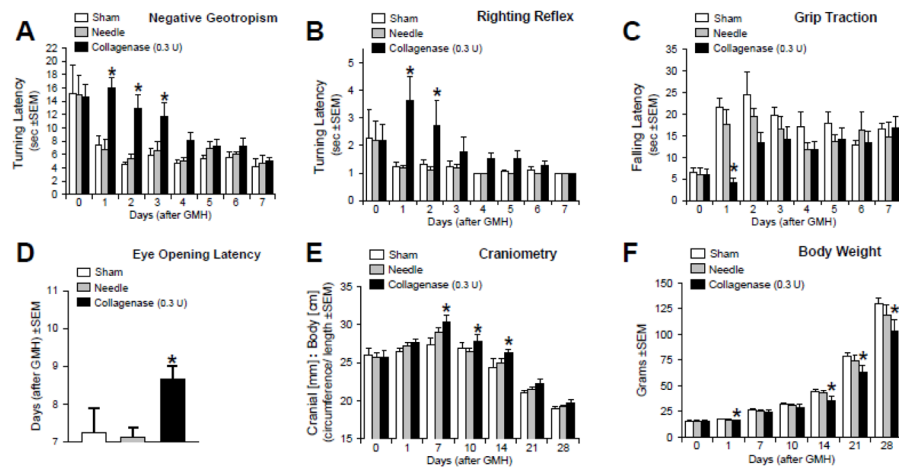 A
Negative Geotropism
Sham
Needle
Collagenase (0.3 U)
Turning Latency
(sec ±SEM)
22
20
18
16
14
12
10
8
6
4
2
0
*
*
*
0 1 2 3 4 5 6 7
Days (after GMH)
B
Righting Reflex
Sham
Needle
Collagenase (0.3 U)
Turning Latency
(sec ±SEM)
5
4
3
2
1
0
*
*
0 1 2 3 4 5 6 7
Days (after GMH)
C
Grip Traction
Sham
Needle
Collagenase (0.3 U)
Falling Latency
(sec ±SEM)
35
30
25
20
15
10
5
0
*
0 1 2 3 4 5 6 7
Days (after GMH)
D
Eye Opening Latency
Sham
Needle
Collagenase (0.3 U)
Days (after GMH) ±SEM
11
9
8
7
*
E
Craniometry
Sham
Needle
Collagenase (0.3 U)
Cranial [mm] : Body [cm]
(circumference/ length ±SEM)
35
30
25
20
15
*
*
*
0 1 7 10 14 21 28
Days (after GMH)
F
Body Weight
Sham
Needle
Collagenase (0.3 U)
Grams ±SEM
150
125
100
75
50
25
0
*
*
*
*
0 1 7 10 14 21 28
Days (after GMH)